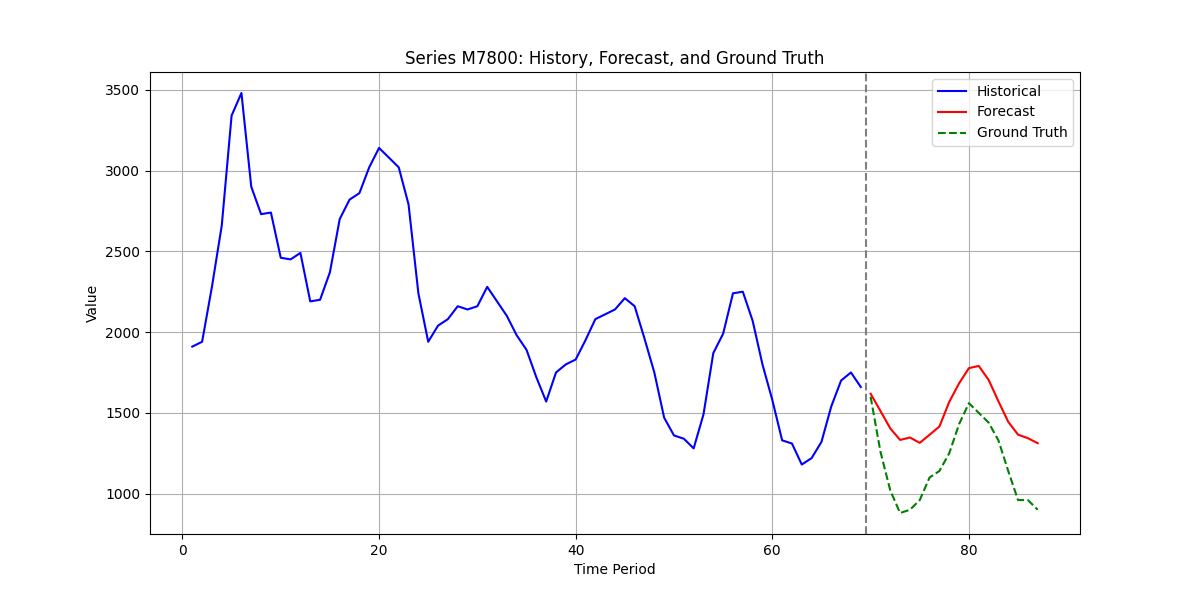 Series M7800: History, Forecast, and Ground Truth
3500
3000
2500
2000
1500
1000
Value
0
20
40
60
80
Time Period
Historical
Forecast
Ground Truth